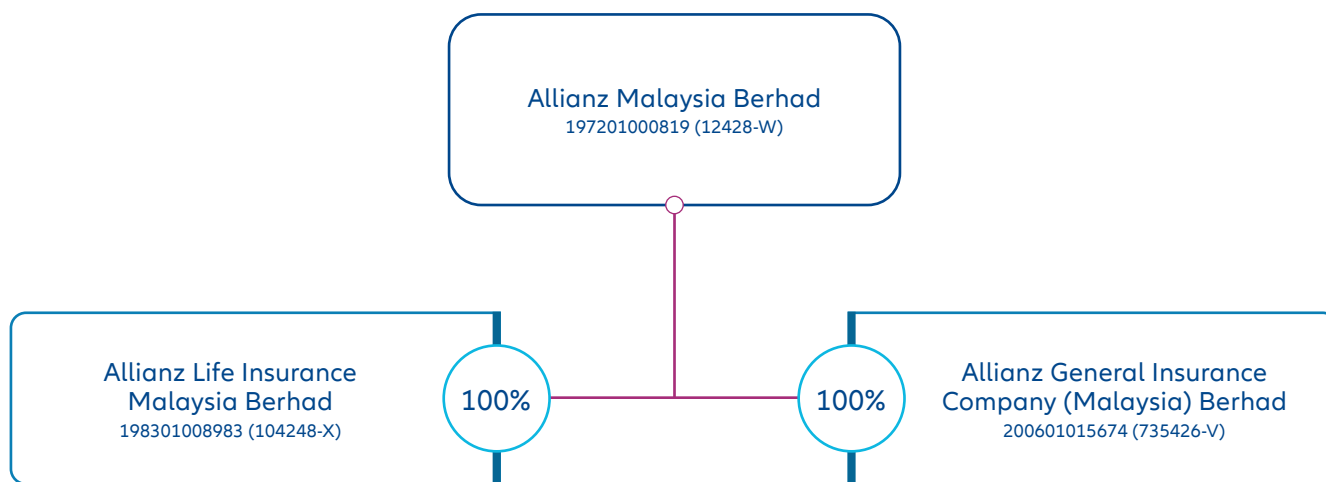 Allianz Malaysia Berhad
197201000819 (12428-W)
Allianz Life Insurance
Malaysia Berhad
198301008983 (104248-X)
100%
100%
Allianz General Insurance
Company (Malaysia) Berhad
200601015674 (735426-V)